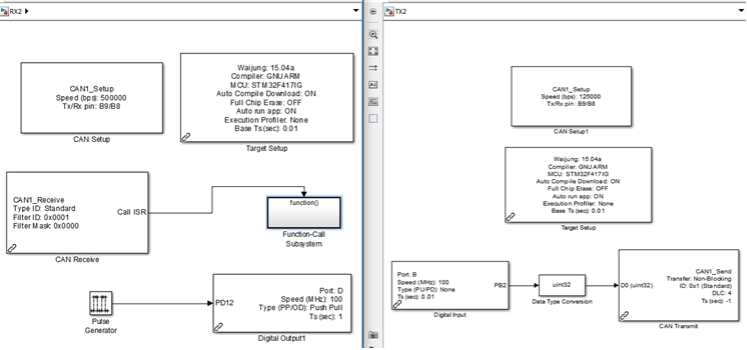 RX2
CAN1_Setup
Speed (bps): 500000
Tx/Rx pin: B9/B8
CAN Setup
Waijung: 15.04a
Compiler: GNU ARM
MCU: STM32F417IG
Auto Compile Download: ON
Full Chip Erase: OFF
Auto run app: ON
Execution Profiler: None
Base Ts (sec): 0.01
Target Setup
CAN1_Receive
Type ID: Standard
Filter ID: 0x0001
Filter Mask: 0x0000
Call ISR
CAN Receive
function()
Function-Call
Subsystem
Pulse
Generator
PD12
Port: D
Speed (MHz): 100
Type (PP/OD): Push Pull
Ts (sec): 1
Digital Output1
TX2
CAN1_Setup
Speed (bps): 125000
Tx/Rx pin: B9/B8
CAN Setup1
Waijung: 15.04a
Compiler: GNU ARM
MCU: STM32F417IG
Auto Compile Download: ON
Full Chip Erase: OFF
Auto run app: ON
Execution Profiler: None
Base Ts (sec): 0.01
Target Setup
Port: B
Speed (MHz): 100
Type (PU/PD): None
Ts (sec): 0.01
PB2
Digital Input
uint32
Data Type Conversion
D0 (uint32)
CAN1_Send
Transfer: Non-Blocking
ID: 0x1 (Standard)
DLC: 4
Ts (sec): -1
CAN Transmit